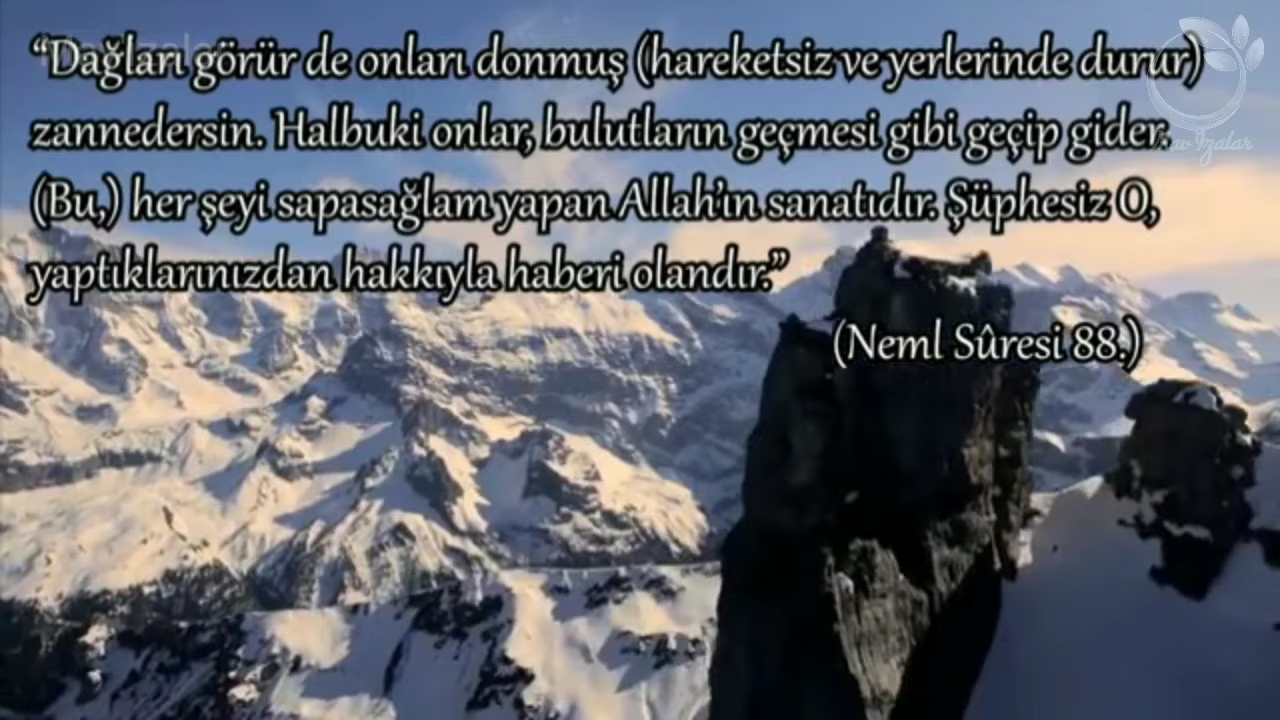 “Dağları görür de onları donmuş (hareketsiz ve yerlerinde durur)
zannedersin. Halbuki onlar, bulutların geçmesi gibi geçip gider.
(Bu,) her şeyi sapasağlam yapan Allah’ın sanatıdır. Şüphesiz O,
yaptıklarınızdan hakkıyla haberi olandır.”
(Neml Sûresi 88.)